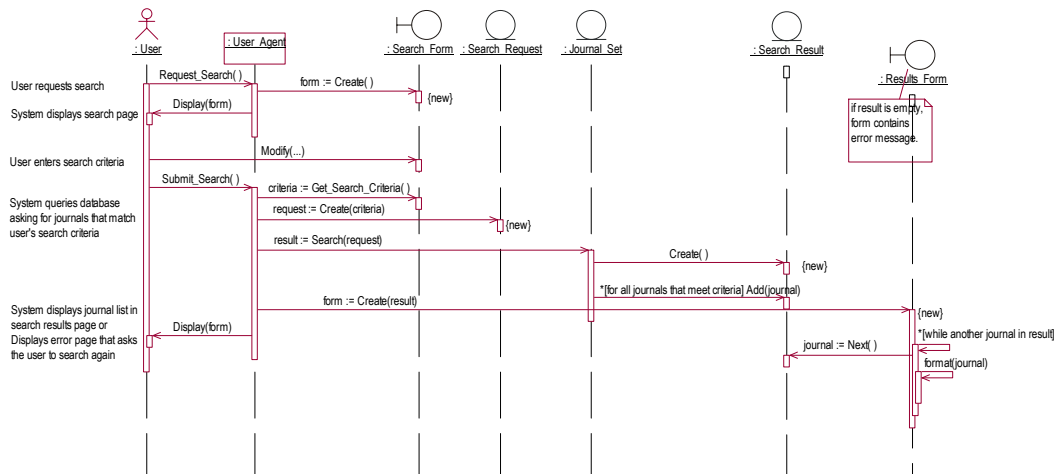 : User
: User_Agent
: Search_Form
: Search_Request
: Journal_Set
: Search_Result
: Results_Form
User requests search
Request_Search( )
form := Create( )
{new}
System displays search page
Display(form)
if result is empty,
form contains
error message.
User enters search criteria
Modify(...)
Submit_Search( )
System queries database
asking for journals that match
user's search criteria
criteria := Get_Search_Criteria( )
request := Create(criteria)
{new}
result := Search(request)
Create( )
{new}
*[for all journals that meet criteria] Add(journal)
System displays journal list in
search results page or
Displays error page that asks
the user to search again
form := Create(result)
{new}
Display(form)
*[while another journal in result]
journal := Next( )
format(journal)